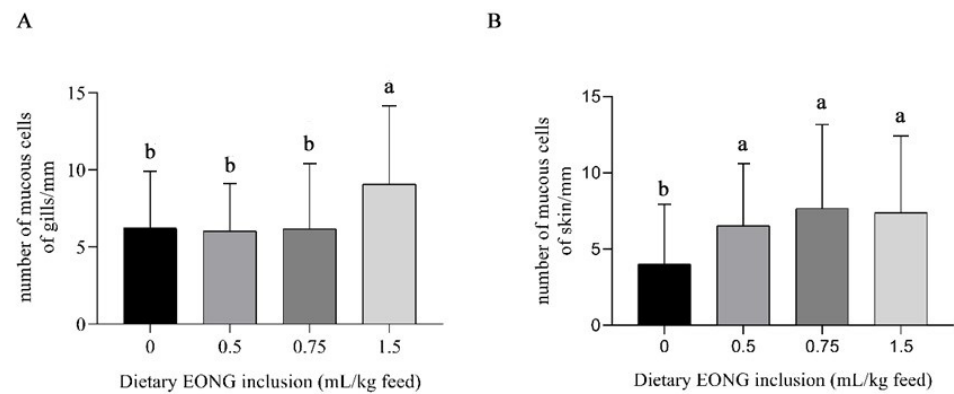 A
number of mucous cells
of gills/mm
15
10
5
0
b
b
b
a
0
0.5
0.75
1.5
Dietary EONG inclusion (mL/kg feed)
B
number of mucous cells
of skin/mm
15
10
5
0
b
a
a
a
0
0.5
0.75
1.5
Dietary EONG inclusion (mL/kg feed)